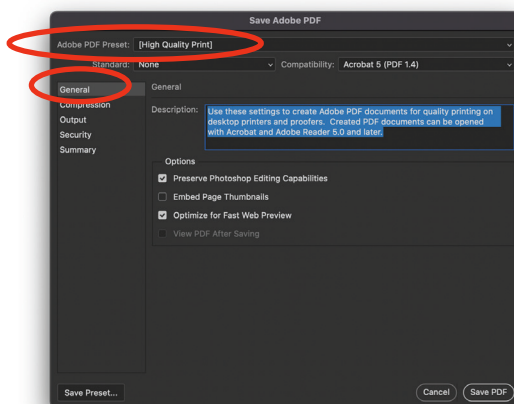 Save Adobe PDF
Adobe PDF Preset: [High Quality Print]
Standard: None Compatibility: Acrobat 5 (PDF 1.4)
General
Compression
Output
Security
Summary
General
Description: Use these settings to create Adobe PDF documents for quality printing on
desktop printers and proofers. Created PDF documents can be opened
with Acrobat and Adobe Reader 5.0 and later.
Options
Preserve Photoshop Editing Capabilities
Embed Page Thumbnails
Optimize for Fast Web Preview
View PDF After Saving
Save Preset... Cancel Save PDF